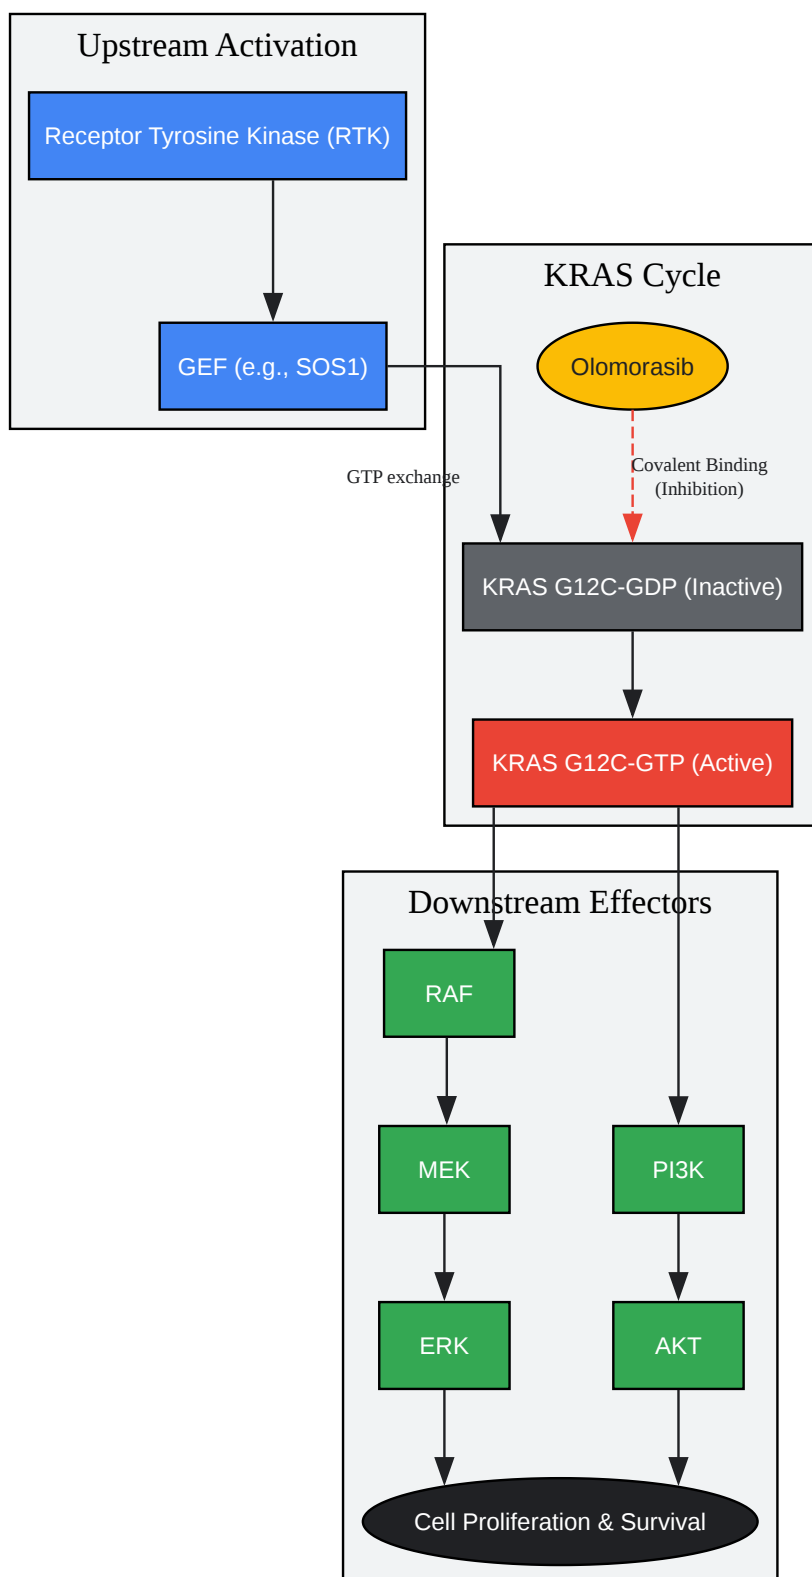 Upstream Activation
Receptor Tyrosine Kinase (RTK)
KRAS Cycle
GEF (e.g., SOS1)
Olomorasib
GTP exchange
Covalent Binding
(Inhibition)
KRAS G12C-GDP (Inactive)
KRAS G12C-GTP (Active)
Downstream Effectors
RAF
MEK
PI3K
ERK
AKT
Cell Proliferation & Survival